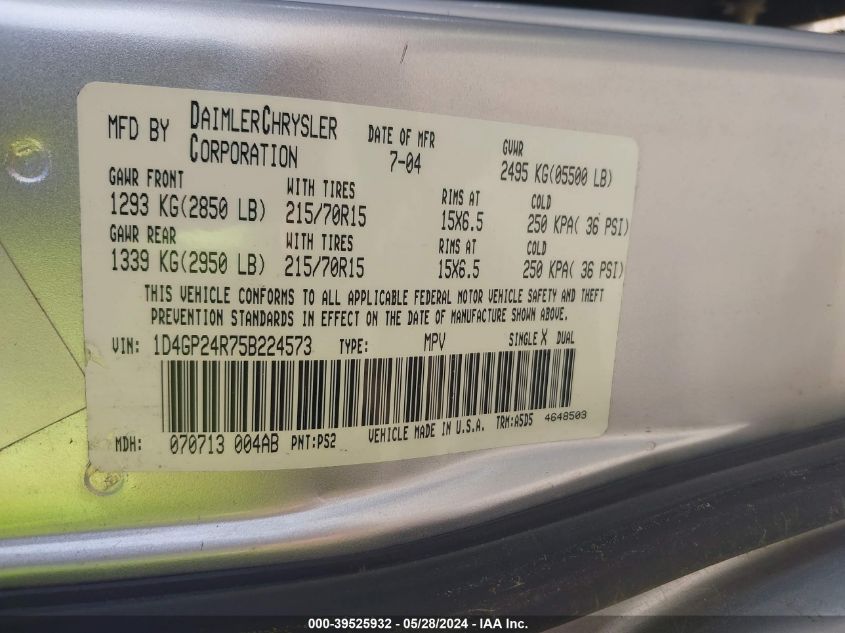 MFD BY DAIMLERCHRYSLER CORPORATION DATE OF MFR 7-04 GVWR 2495 KG(05500 LB)
GAWR FRONT WITH TIRES RIMS AT COLD
1293 KG(2850 LB) 215/70R15 15X6.5 250 KPA( 36 PSI)
GAWR REAR WITH TIRES RIMS AT COLD
1339 KG(2950 LB) 215/70R15 15X6.5 250 KPA( 36 PSI)
THIS VEHICLE CONFORMS TO ALL APPLICABLE FEDERAL MOTOR VEHICLE SAFETY AND THEFT
PREVENTION STANDARDS IN EFFECT ON THE DATE OF MANUFACTURE SHOWN ABOVE.
VIN: 1D4GP24R75B224573 TYPE: MPV SINGLE X DUAL
MDH: 070713 004AB PNT:PS2 VEHICLE MADE IN U.S.A. TRM:A5D5 4648503
000-39525932 - 05/28/2024 - IAA Inc.